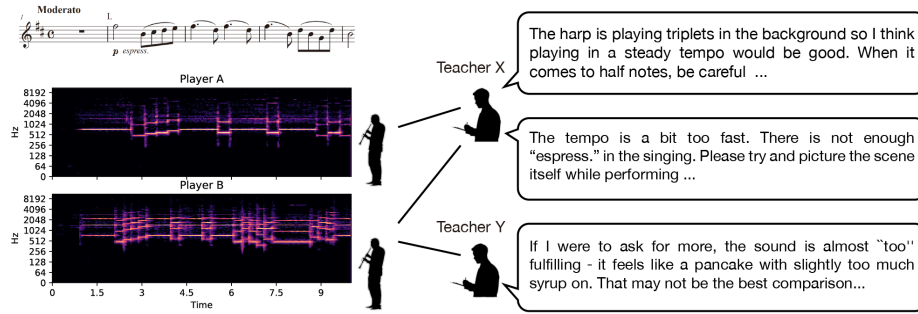 Moderato
1
L
p espress.
Player A
8192
4096
2048
1024
512
256
128
64
0
Hz
Player B
8192
4096
2048
1024
512
256
128
64
0
Hz
0 1.5 3 4.5 6 7.5 9
Time
Teacher X
The harp is playing triplets in the background so I think
playing in a steady tempo would be good. When it
comes to half notes, be careful ...
The tempo is a bit too fast. There is not enough
“espress.” in the singing. Please try and picture the scene
itself while performing ...
Teacher Y
If I were to ask for more, the sound is almost ``too''
fulfilling - it feels like a pancake with slightly too much
syrup on. That may not be the best comparison...